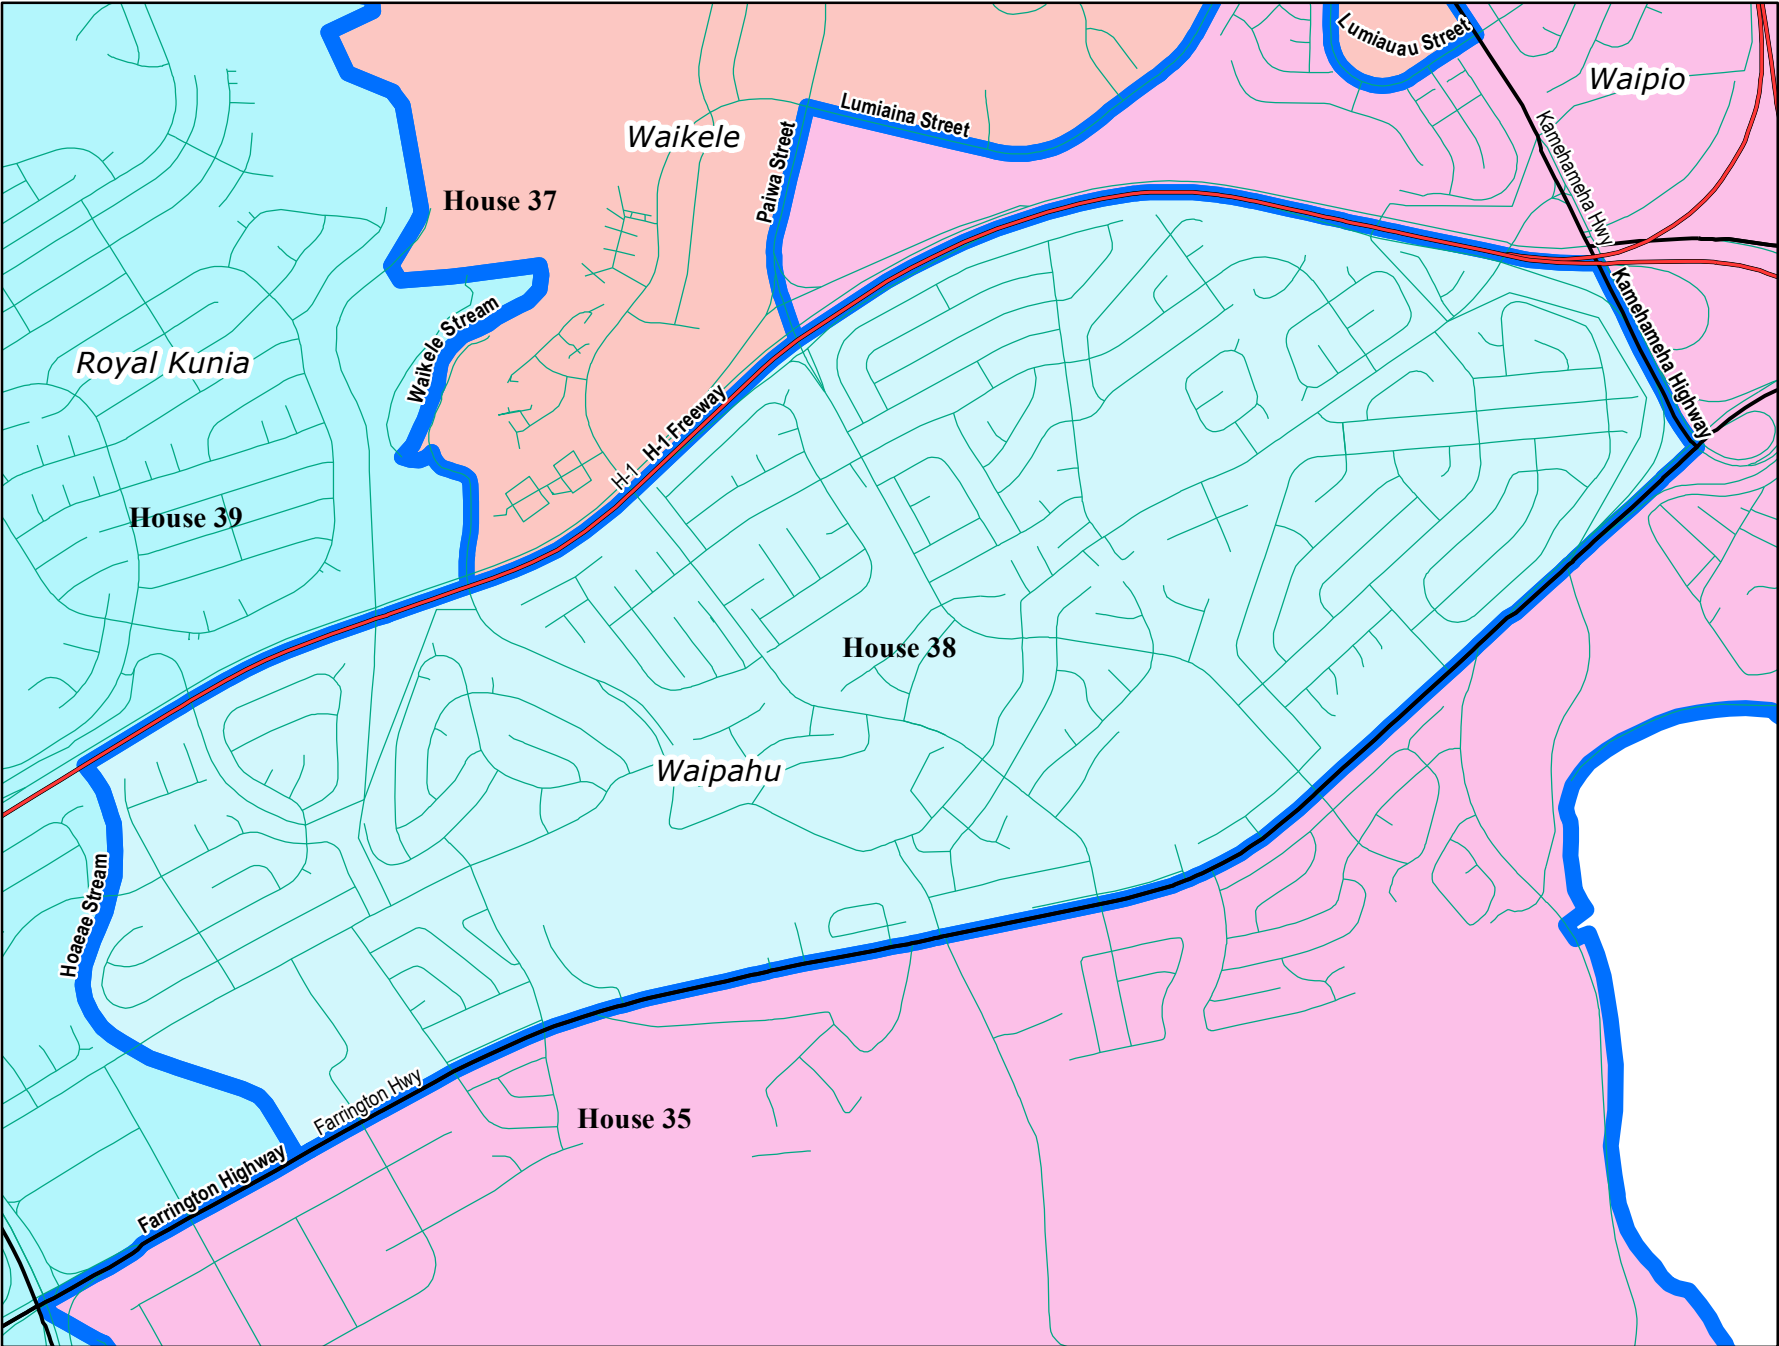 Lumiauau Street
Waipio
Lumiaina Street
Waikele
Kamehameha Hwy
Paiwa Street
House 37
Kamehameha Highway
Waikele Stream
Royal Kunia
H-1 Freeway
H-1
House 39
House 38
Waipahu
Hoaeae Stream
Farrington Hwy
House 35
Farrington Highway